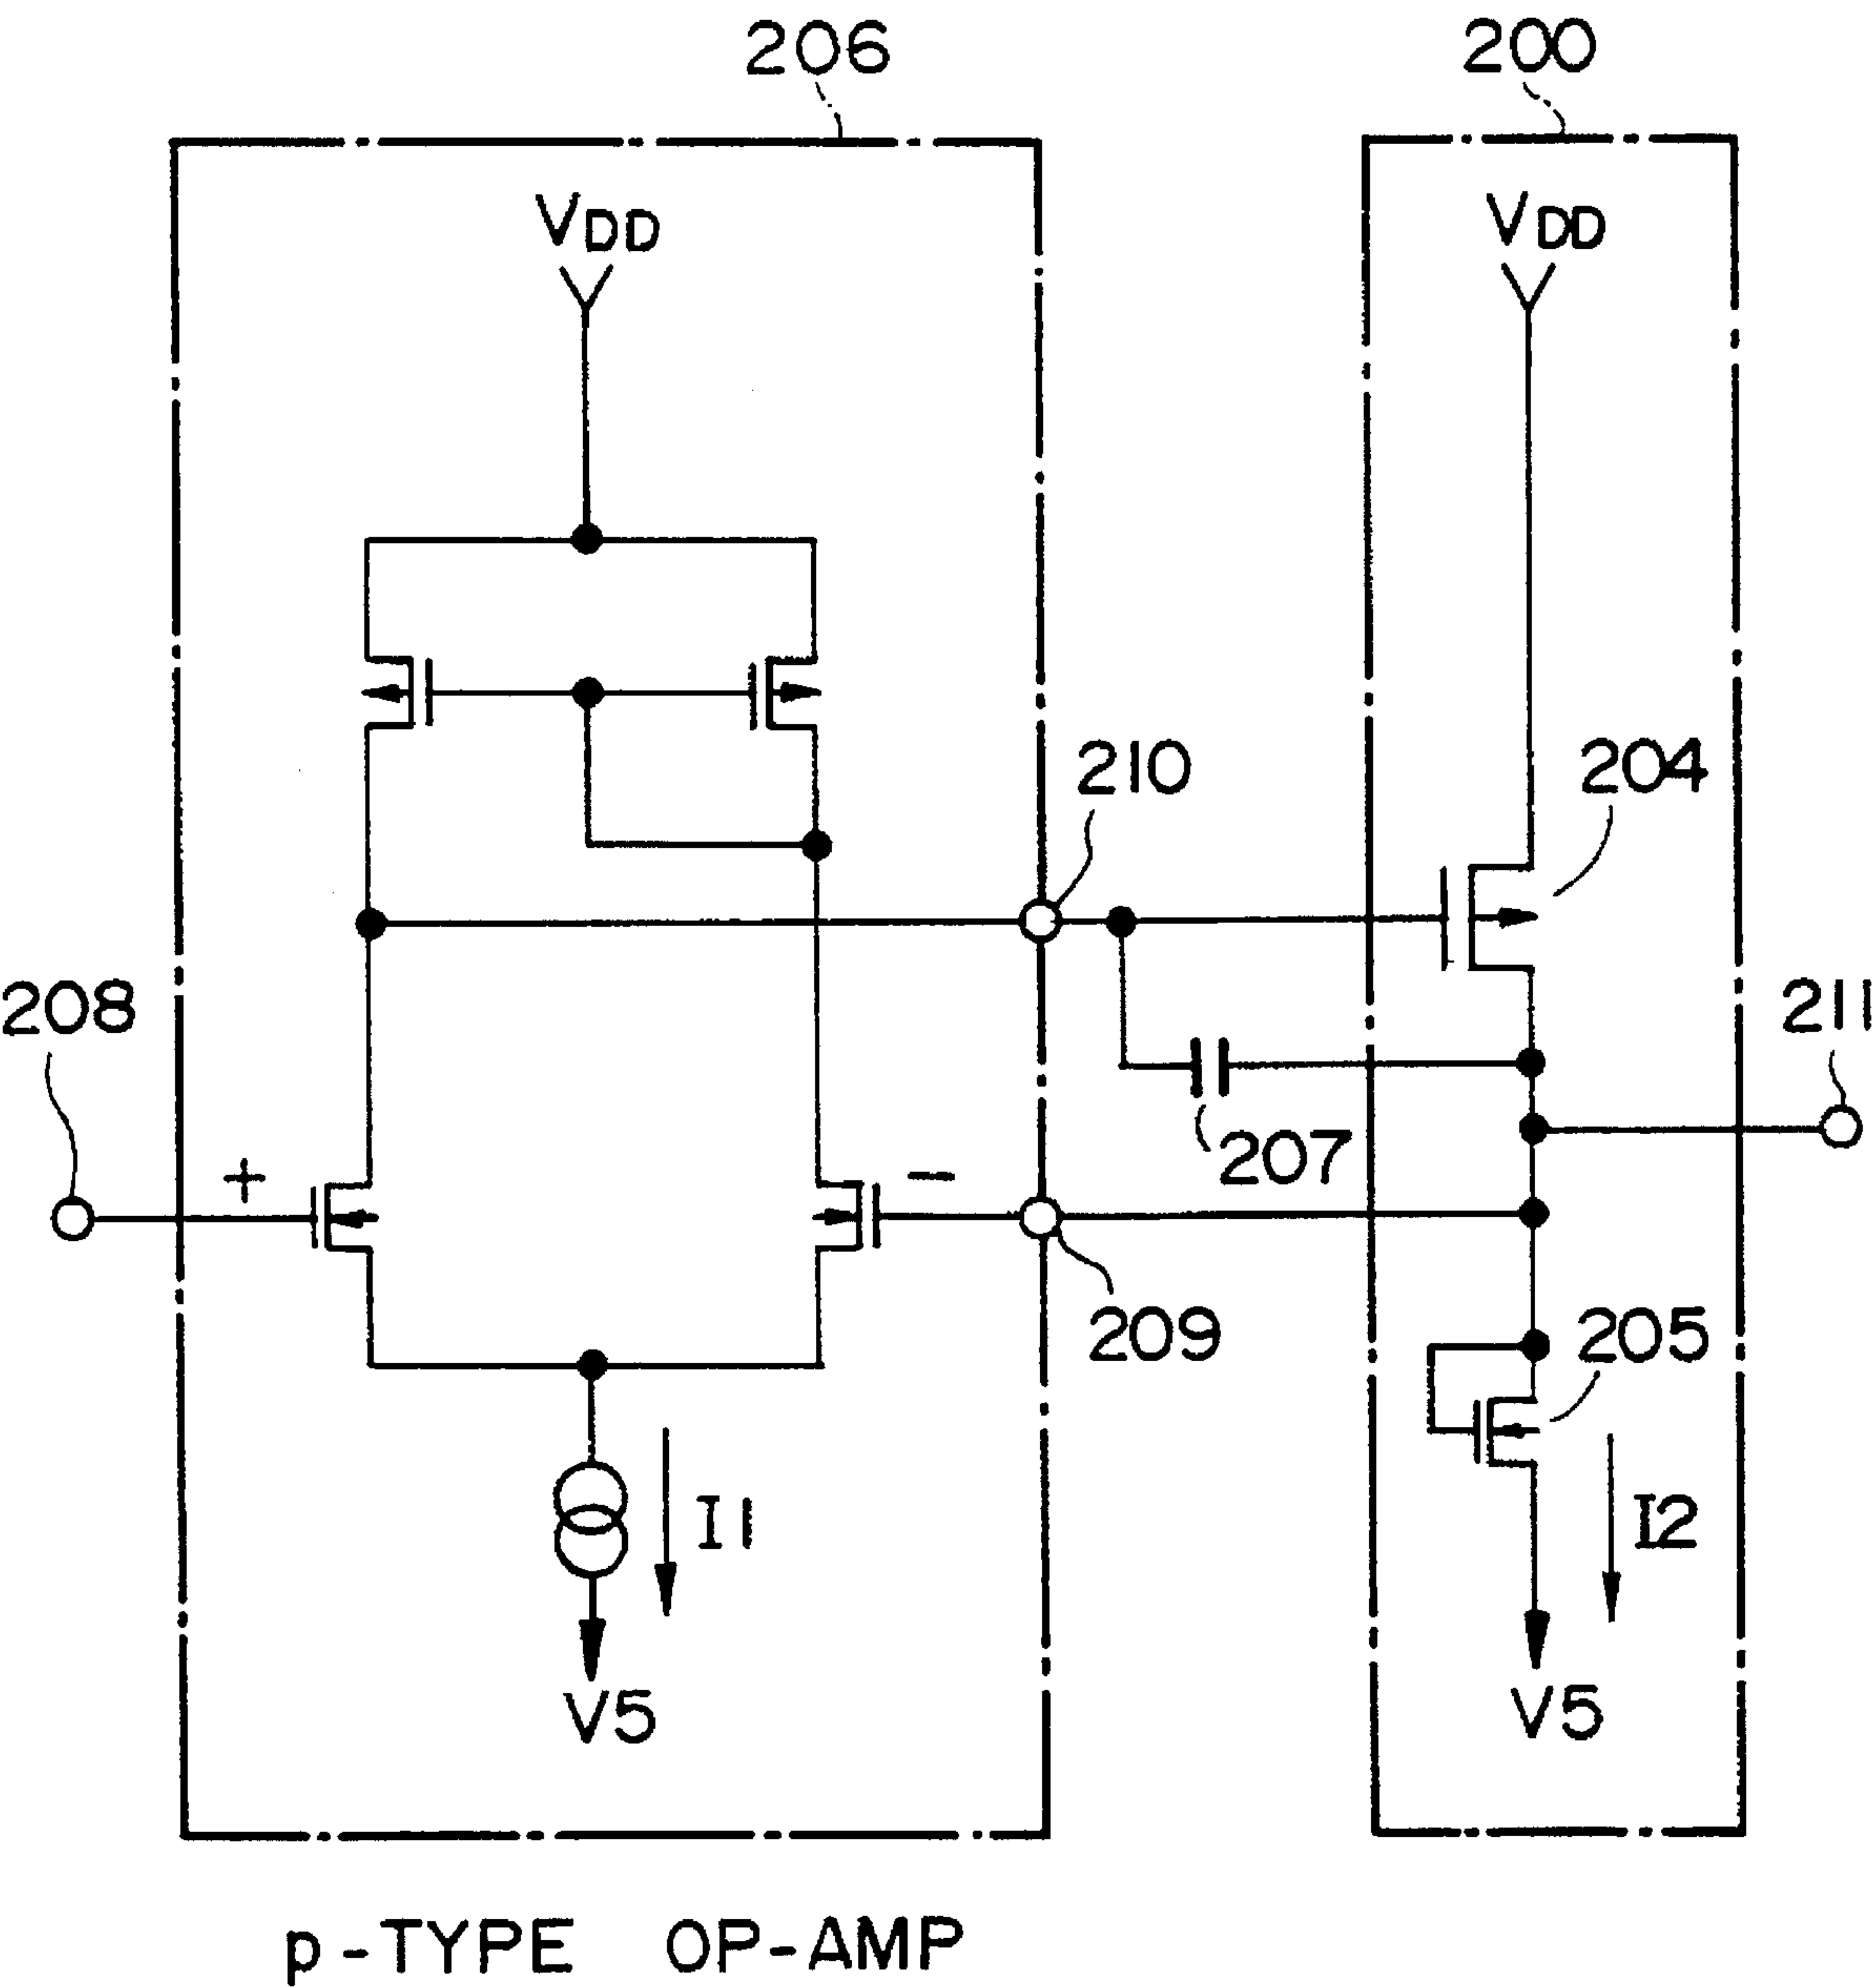 206
200
VDD
VDD
210
204
208
211
+
-
207
209
205
I1
I2
V5
V5
p-TYPE OP-AMP